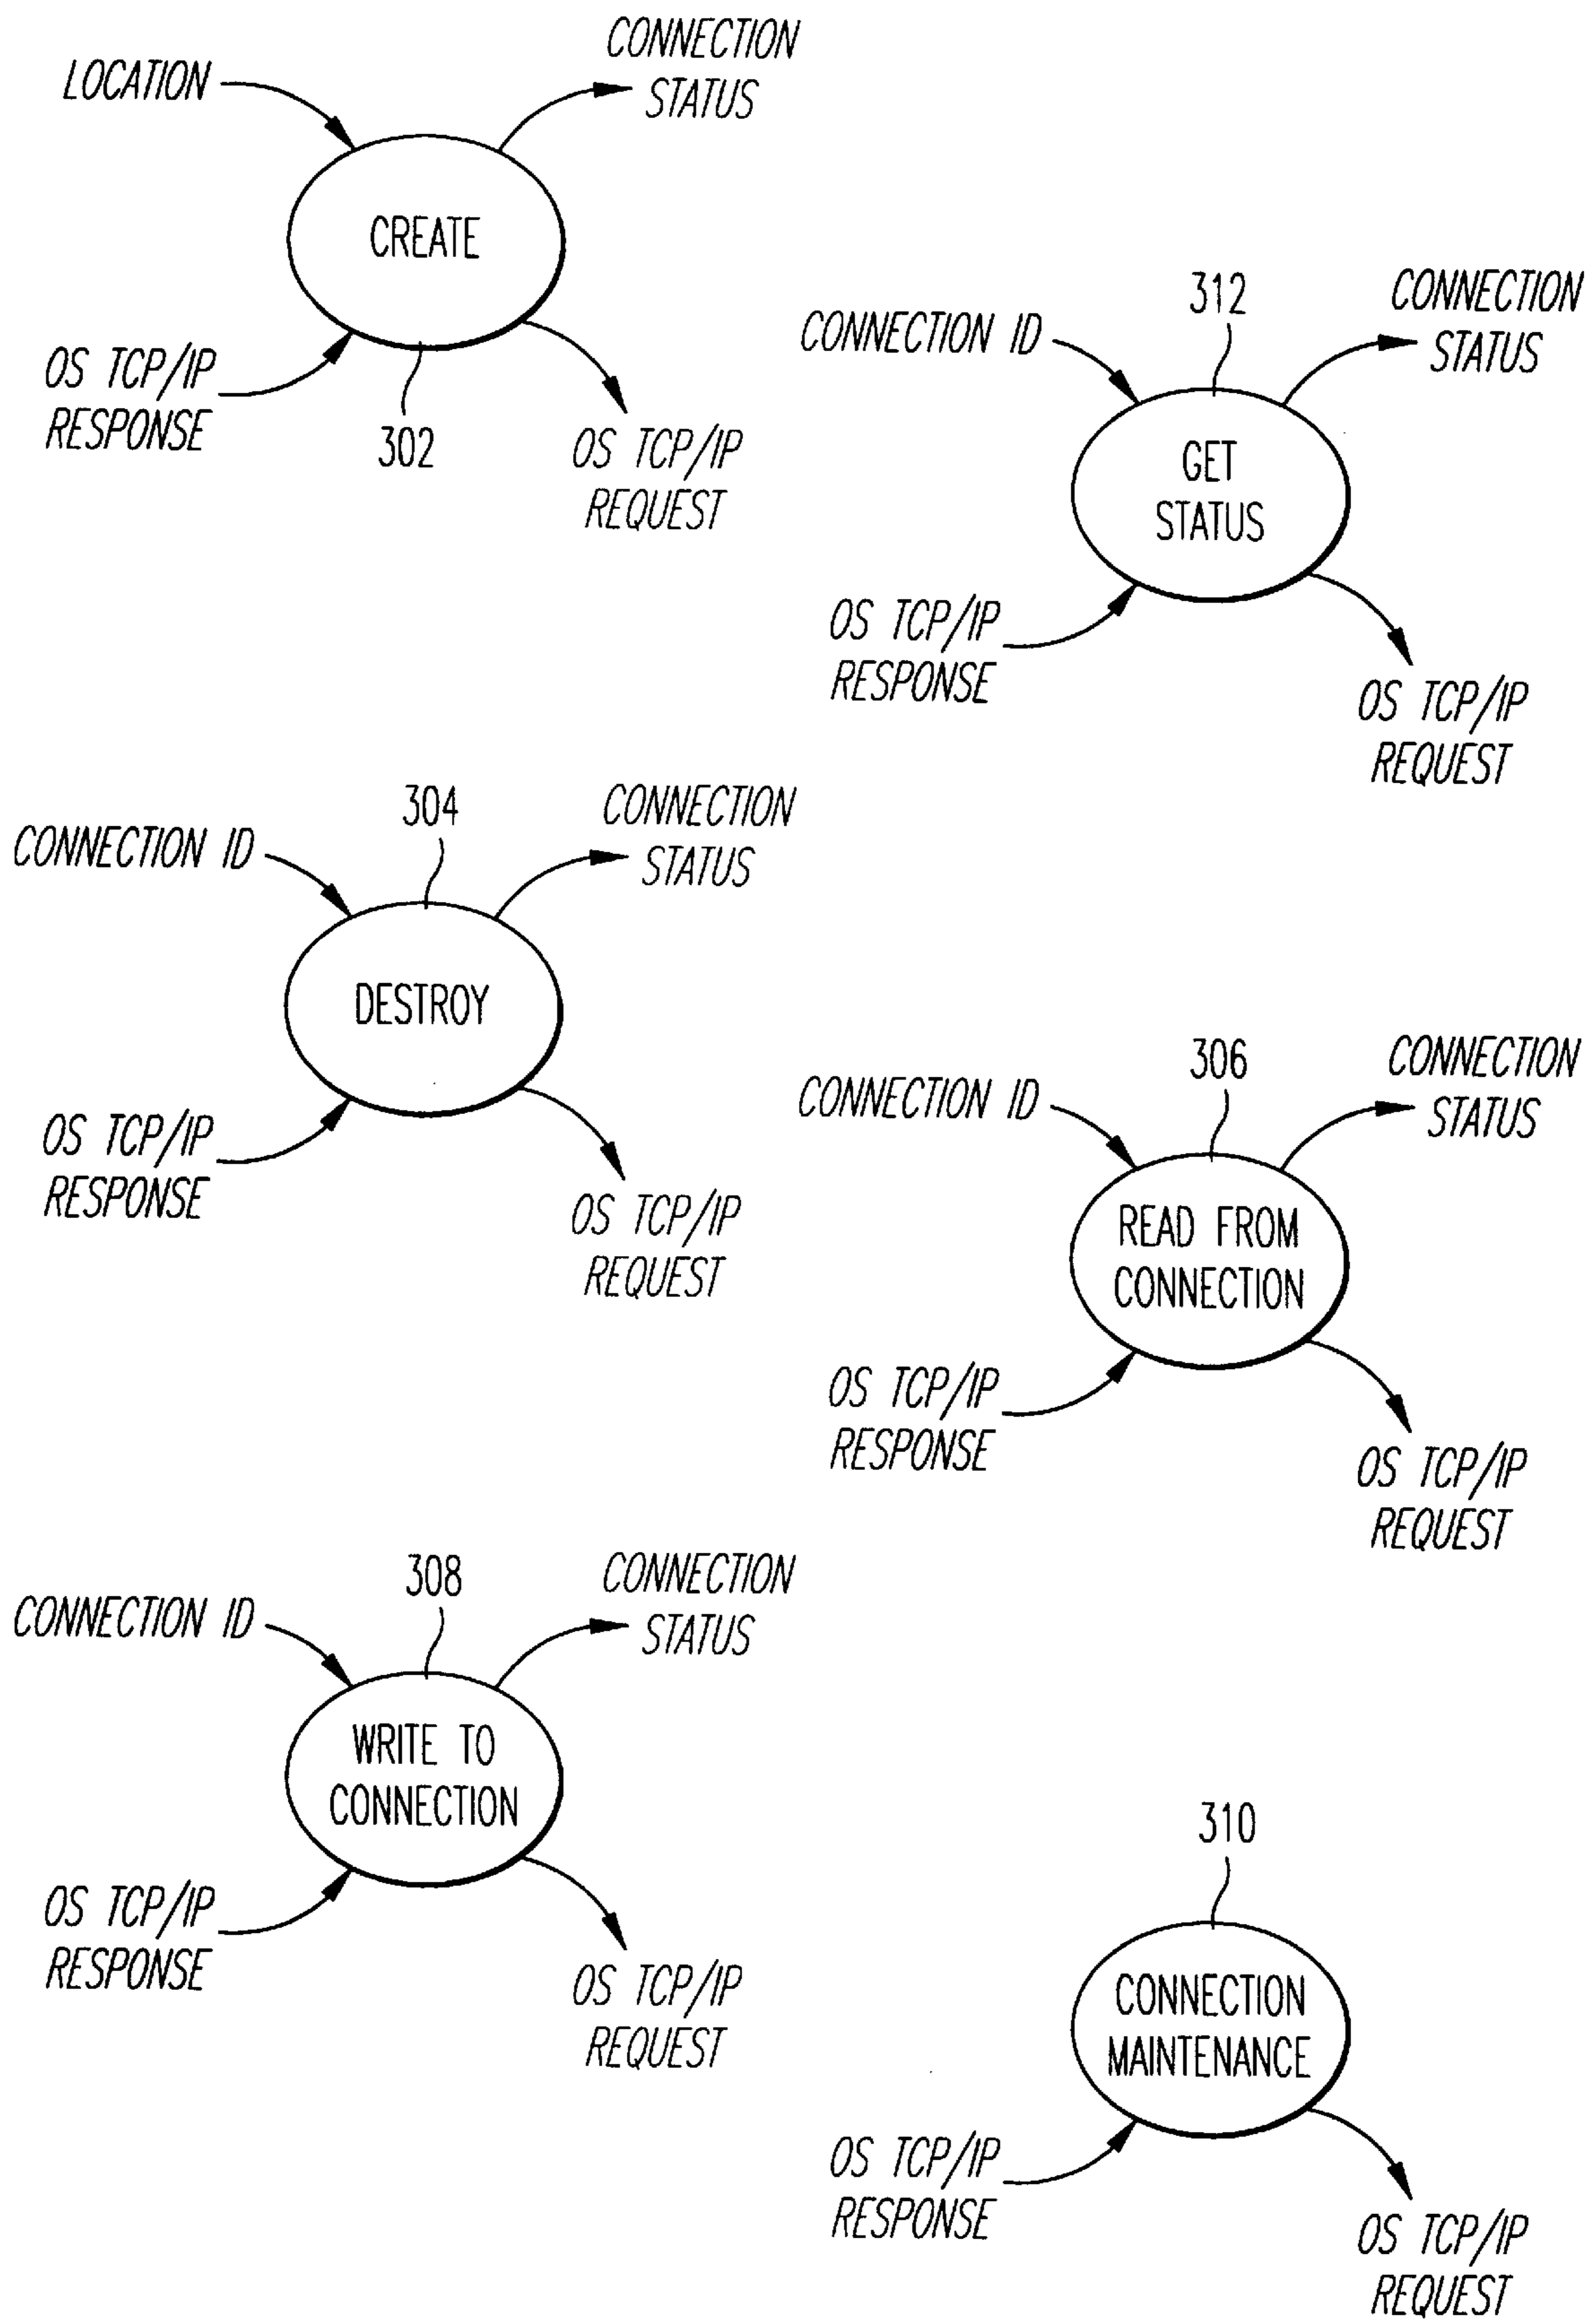 LOCATION
CONNECTION
STATUS
CREATE
OS TCP/IP
RESPONSE
302
OS TCP/IP
REQUEST
312
CONNECTION ID
CONNECTION
STATUS
GET
STATUS
OS TCP/IP
RESPONSE
OS TCP/IP
REQUEST
304
CONNECTION ID
CONNECTION
STATUS
DESTROY
OS TCP/IP
RESPONSE
OS TCP/IP
REQUEST
306
CONNECTION ID
CONNECTION
STATUS
READ FROM
CONNECTION
OS TCP/IP
RESPONSE
OS TCP/IP
REQUEST
308
CONNECTION ID
CONNECTION
STATUS
WRITE TO
CONNECTION
OS TCP/IP
RESPONSE
OS TCP/IP
REQUEST
310
CONNECTION
MAINTENANCE
OS TCP/IP
RESPONSE
OS TCP/IP
REQUEST